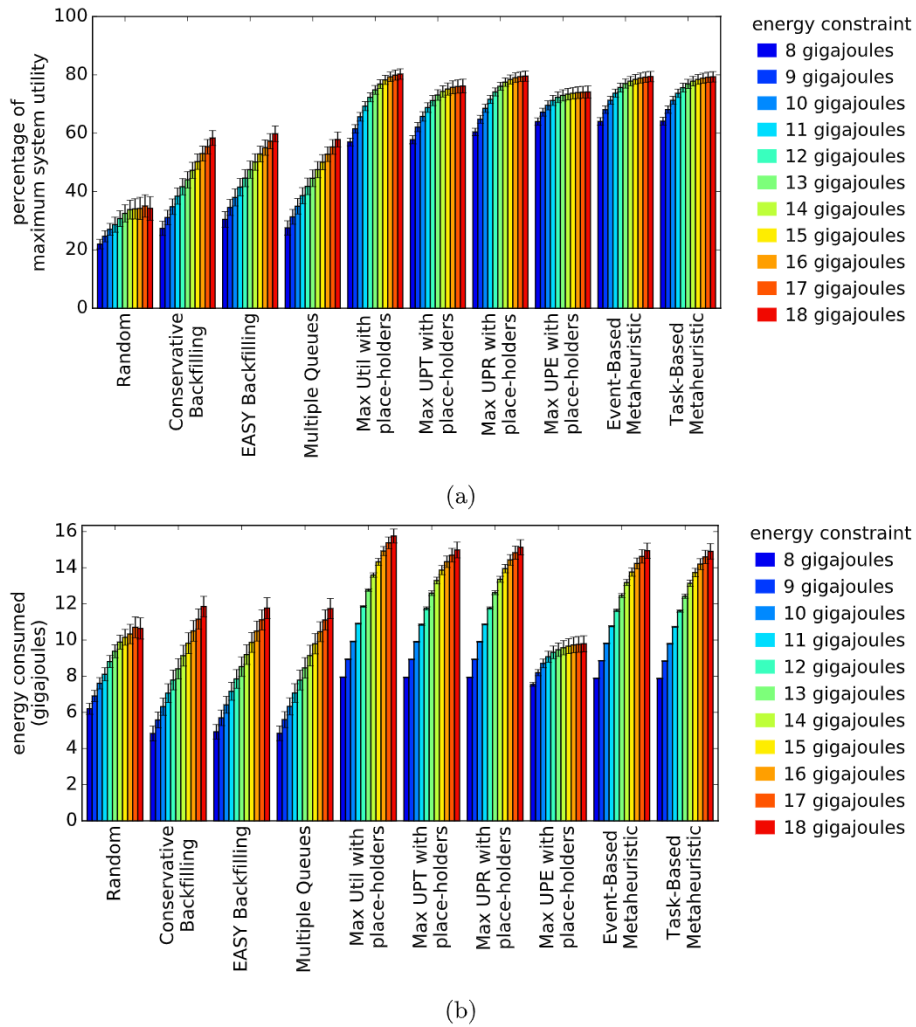 100
80
60
40
20
0
percentage of
maximum system utility
Random
Conservative
Backfilling
EASY Backfilling
Multiple Queues
Max Util with
place-holders
Max UPT with
place-holders
Max UPR with
place-holders
Max UPE with
place-holders
Event-Based
Metaheuristic
Task-Based
Metaheuristic
energy constraint
8 gigajoules
9 gigajoules
10 gigajoules
11 gigajoules
12 gigajoules
13 gigajoules
14 gigajoules
15 gigajoules
16 gigajoules
17 gigajoules
18 gigajoules
(a)
16
14
12
10
8
6
4
2
0
energy consumed
(gigajoules)
Random
Conservative
Backfilling
EASY Backfilling
Multiple Queues
Max Util with
place-holders
Max UPT with
place-holders
Max UPR with
place-holders
Max UPE with
place-holders
Event-Based
Metaheuristic
Task-Based
Metaheuristic
energy constraint
8 gigajoules
9 gigajoules
10 gigajoules
11 gigajoules
12 gigajoules
13 gigajoules
14 gigajoules
15 gigajoules
16 gigajoules
17 gigajoules
18 gigajoules
(b)